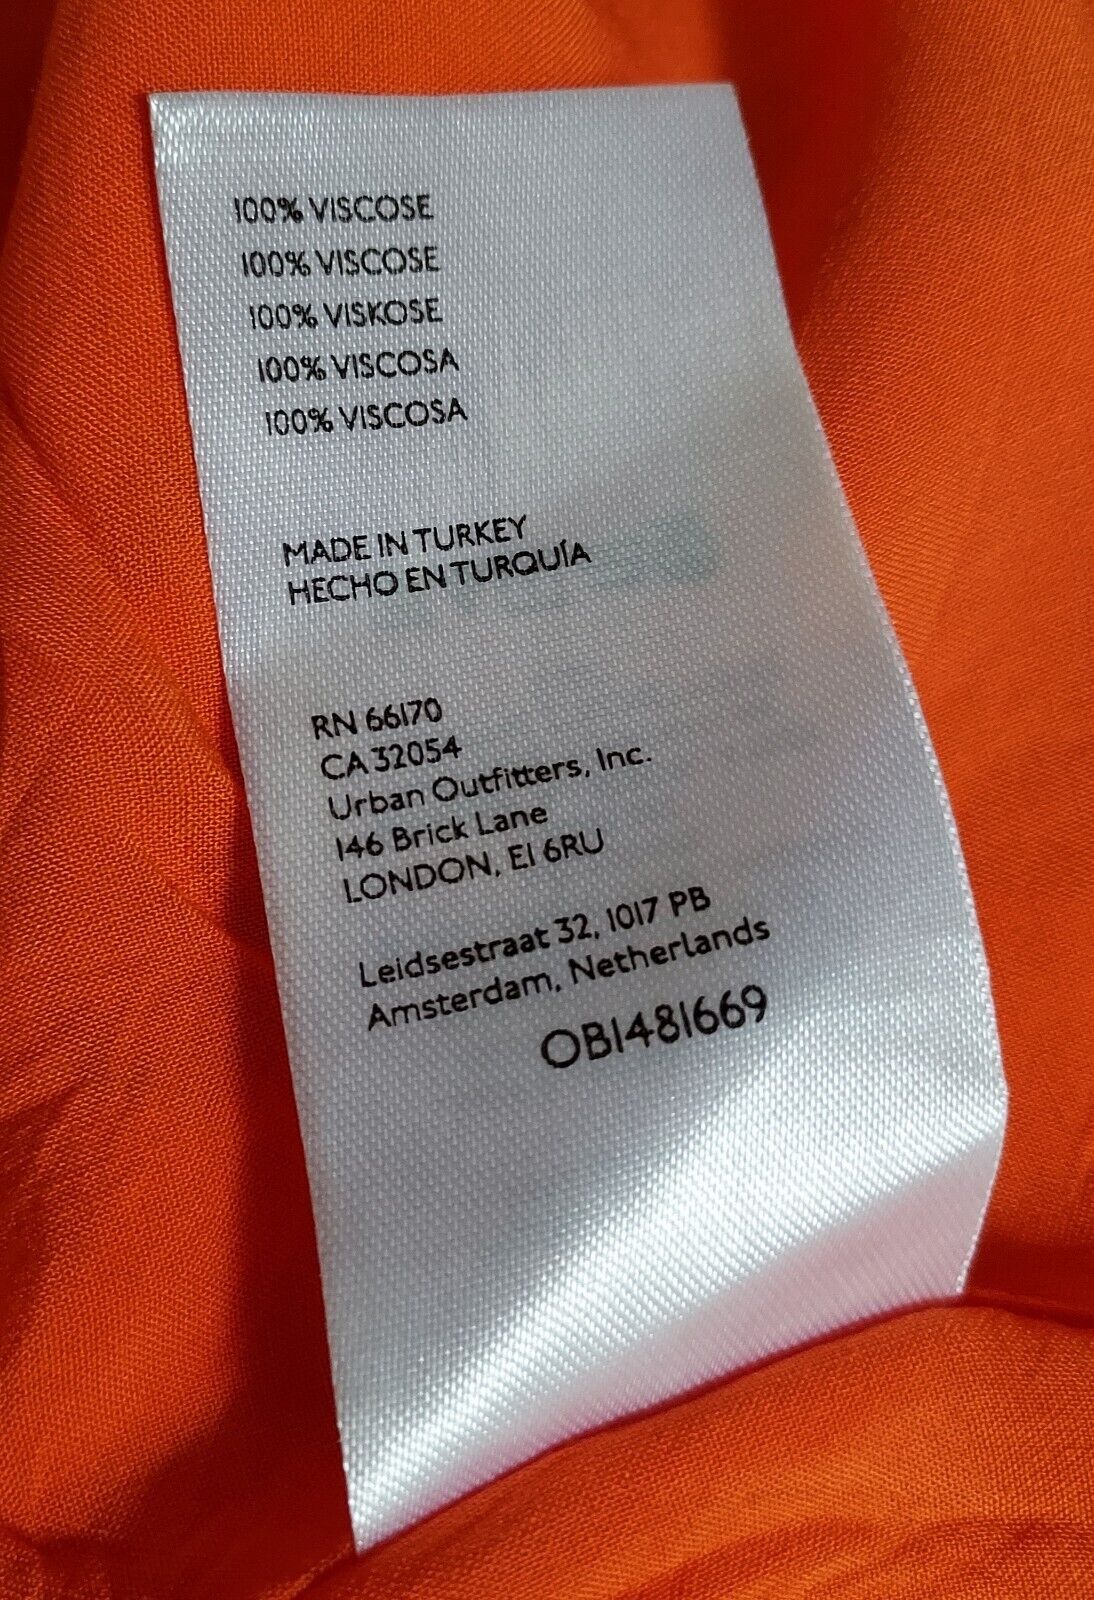 100% VISCOSE
100% VISCOSE
100% VISKOSE
100% VISCOSA
100% VISCOSA
MADE IN TURKEY
HECHO EN TURQUÍA
RN 66170
CA 32054
Urban Outfitters, Inc.
146 Brick Lane
LONDON, E1 6RU
Leidsestraat 32, 1017 PB
Amsterdam, Netherlands
OB1481669